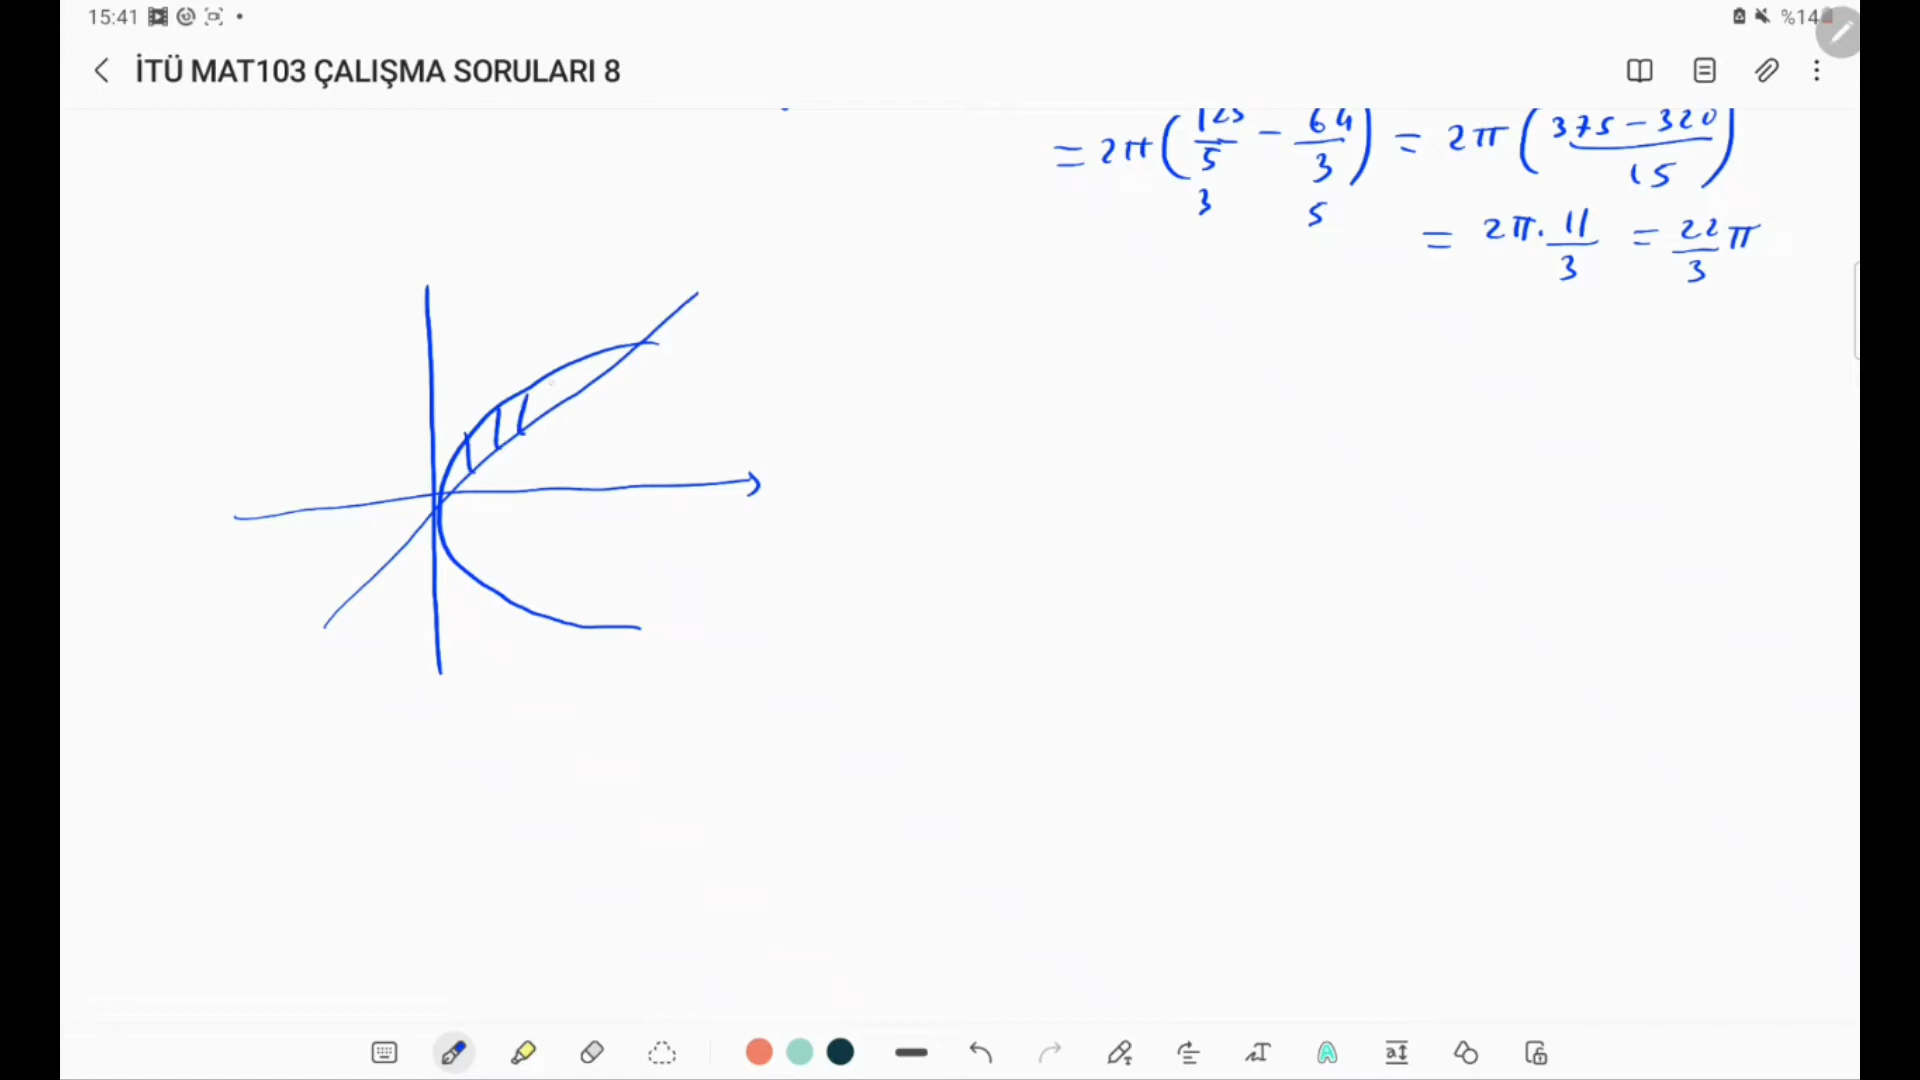 15:41 %14
İTÜ MAT103 ÇALIŞMA SORULARI 8
= 2π(125/5 - 64/3) = 2π(375-320/15)
3 5
= 2π. 11/3 = 22/3 π